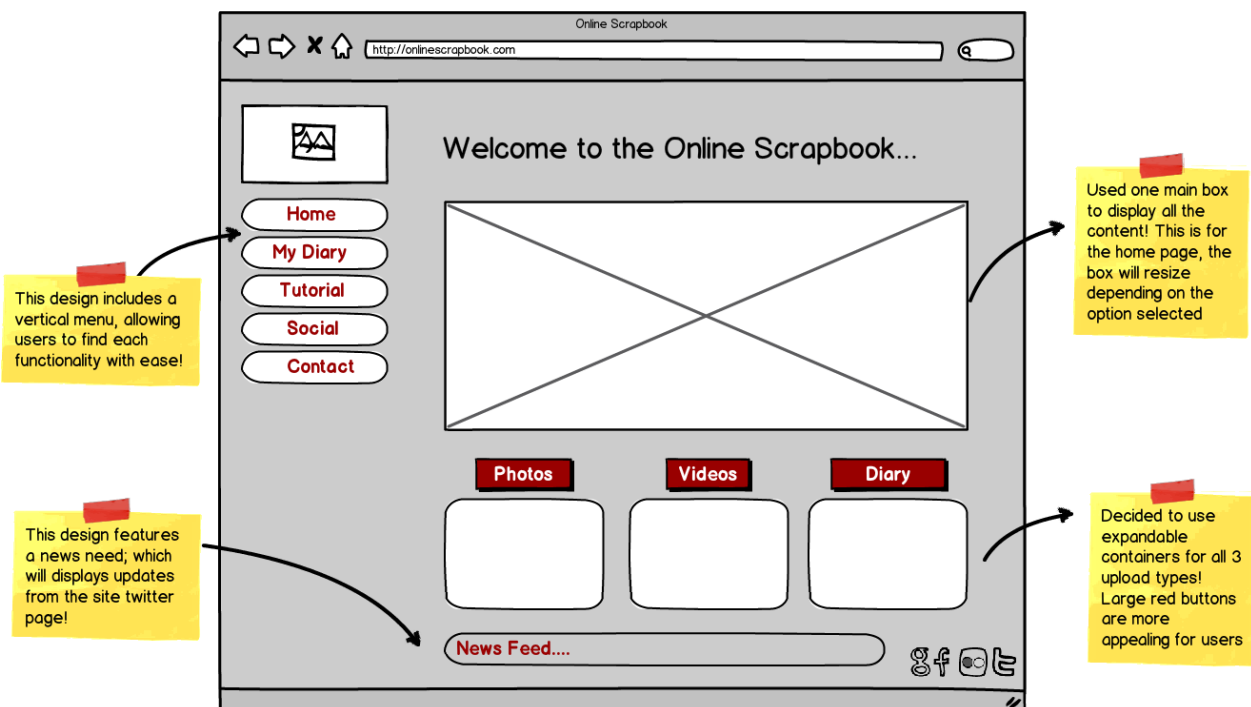 Online Scrapbook
http://onlinescrapbook.com
Welcome to the Online Scrapbook...
Home
My Diary
Tutorial
Social
Contact
This design includes a
vertical menu, allowing
users to find each
functionality with ease!
Used one main box
to display all the
content! This is for
the home page, the
box will resize
depending on the
option selected
Photos
Videos
Diary
This design features
a news need; which
will displays updates
from the site twitter
page!
Decided to use
expandable
containers for all 3
upload types!
Large red buttons
are more
appealing for users
News Feed....